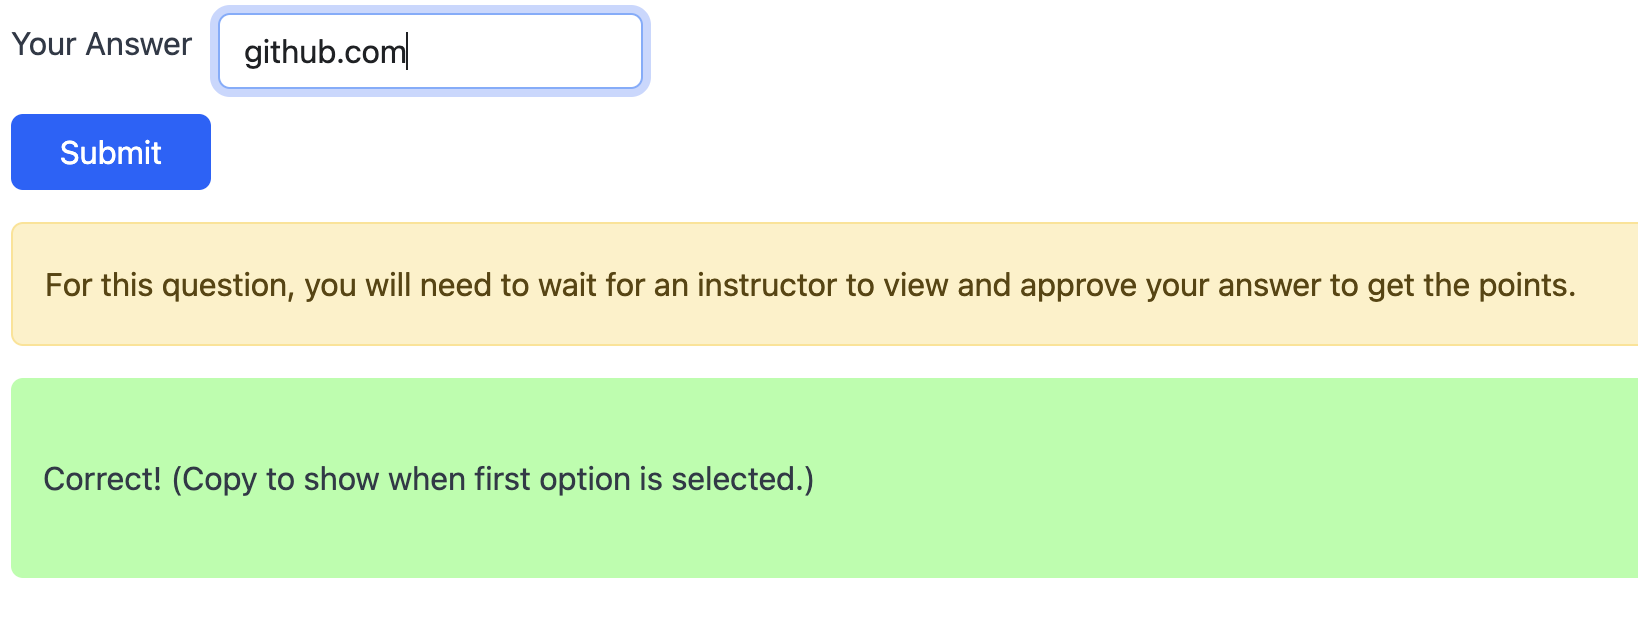 Your Answer
github.com
Submit
For this question, you will need to wait for an instructor to view and approve your answer to get the points.
Correct! (Copy to show when first option is selected.)